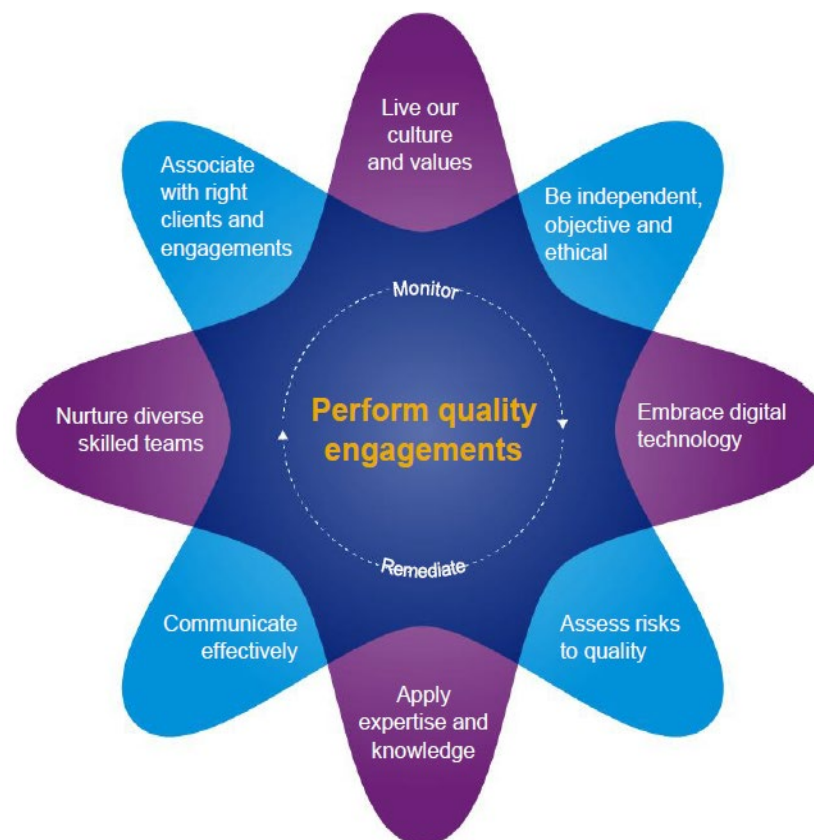 Live our
culture
and values
Be independent,
objective and
ethical
Embrace digital
technology
Assess risks
to quality
Apply
expertise and
knowledge
Communicate
effectively
Nurture diverse
skilled teams
Associate
with right
clients and
engagements
Monitor
Perform quality
engagements
Remediate